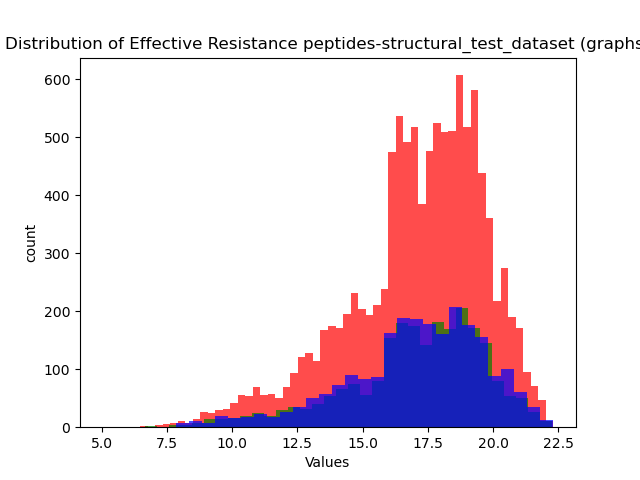 Distribution of Effective Resistance peptides-structural_test_dataset (graphs
600
500
400
300
200
100
0
count
5.0 7.5 10.0 12.5 15.0 17.5 20.0 22.5
Values